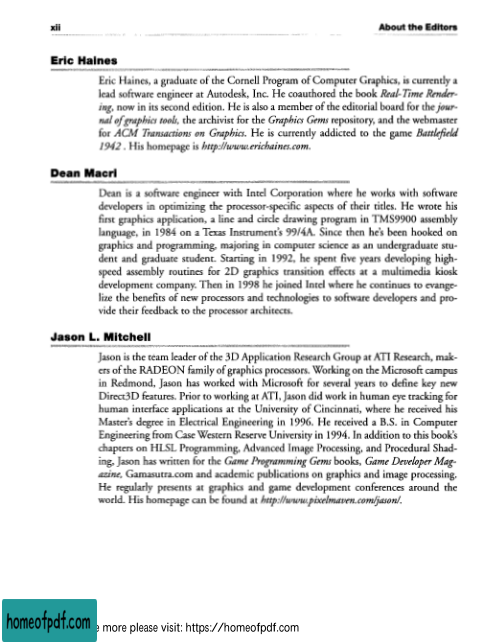 xii About the Editors
Eric Haines
Eric Haines, a graduate of the Cornell Program of Computer Graphics, is currently a
lead software engineer at Autodesk, Inc. He coauthored the book Real-Time Render-
ing, now in its second edition. He is also a member of the editorial board for the jour-
nal of graphics tools, the archivist for the Graphics Gems repository, and the webmaster
for ACM Transactions on Graphics. He is currently addicted to the game Battlefield
1942 . His homepage is http://www.erichaines.com.
Dean Macri
Dean is a software engineer with Intel Corporation where he works with software
developers in optimizing the processor-specific aspects of their titles. He wrote his
first graphics application, a line and circle drawing program in TMS9900 assembly
language, in 1984 on a Texas Instrument's 99/4A. Since then he's been hooked on
graphics and programming, majoring in computer science as an undergraduate stu-
dent and graduate student. Starting in 1992, he spent five years developing high-
speed assembly routines for 2D graphics transition effects at a multimedia kiosk
development company. Then in 1998 he joined Intel where he continues to evange-
lize the benefits of new processors and technologies to software developers and pro-
vide their feedback to the processor architects.
Jason L. Mitchell
Jason is the team leader of the 3D Application Research Group at ATI Research, mak-
ers of the RADEON family of graphics processors. Working on the Microsoft campus
in Redmond, Jason has worked with Microsoft for several years to define key new
Direct3D features. Prior to working at ATI, Jason did work in human eye tracking for
human interface applications at the University of Cincinnati, where he received his
Master's degree in Electrical Engineering in 1996. He received a B.S. in Computer
Engineering from Case Western Reserve University in 1994. In addition to this book's
chapters on HLSL Programming, Advanced Image Processing, and Procedural Shad-
ing, Jason has written for the Game Programming Gems books, Game Developer Mag-
azine, Gamasutra.com and academic publications on graphics and image processing.
He regularly presents at graphics and game development conferences around the
world. His homepage can be found at http://www.pixelmaven.com/jason/.
homeofpdf.com e more please visit: https://homeofpdf.com